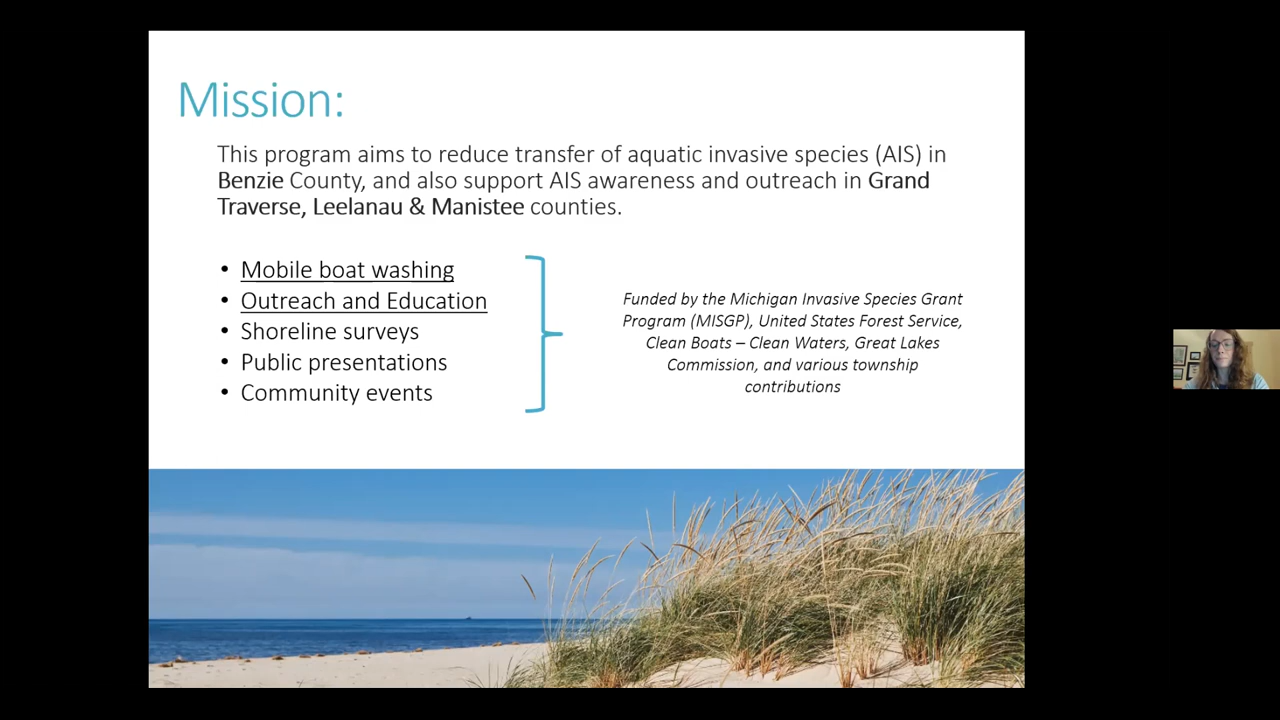 Mission:
This program aims to reduce transfer of aquatic invasive species (AIS) in
Benzie County, and also support AIS awareness and outreach in Grand
Traverse, Leelanau & Manistee counties.
• Mobile boat washing
• Outreach and Education
• Shoreline surveys
• Public presentations
• Community events
Funded by the Michigan Invasive Species Grant
Program (MISGP), United States Forest Service,
Clean Boats – Clean Waters, Great Lakes
Commission, and various township
contributions